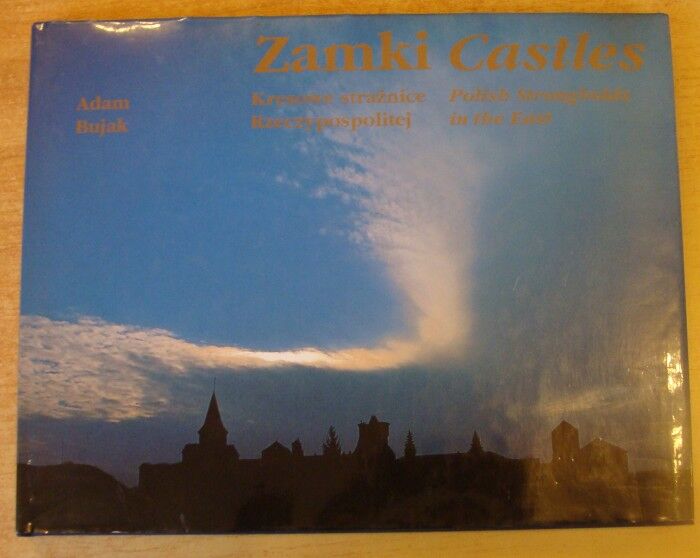 Zamki Castles
Adam
Bujak
Kresowe strażnice
Rzeczypospolitej
Polish Strongholds
in the East